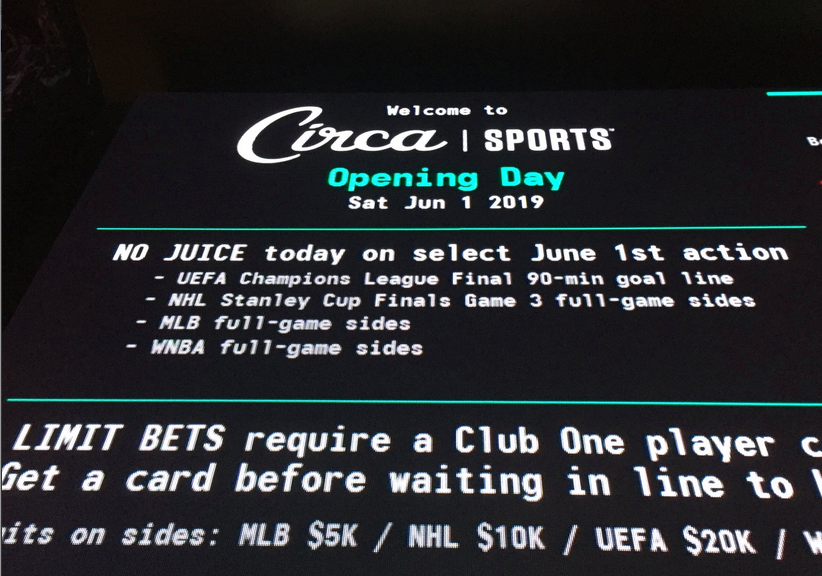 Welcome to
Circa | SPORTS™
Opening Day
Sat Jun 1 2019
NO JUICE today on select June 1st action
- UEFA Champions League Final 90-min goal line
- NHL Stanley Cup Finals Game 3 full-game sides
- MLB full-game sides
- WNBA full-game sides
LIMIT BETS require a Club One player
Get a card before waiting in line to
on sides: MLB $5K / NHL $10K / UEFA $20K /